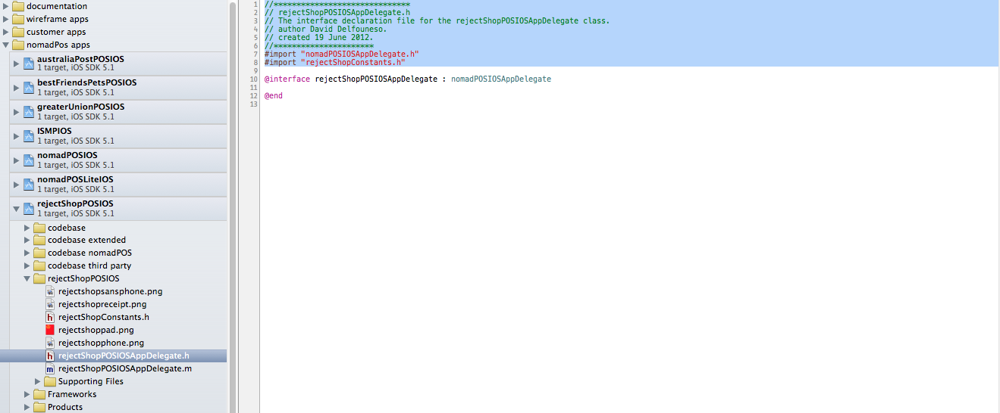 documentation
wireframe apps
customer apps
nomadPos apps
australiaPostPOSIOS
1 target, iOS SDK 5.1
bestFriendsPetsPOSIOS
1 target, iOS SDK 5.1
greaterUnionPOSIOS
1 target, iOS SDK 5.1
ISMPIOS
1 target, iOS SDK 5.1
nomadPOSIOS
1 target, iOS SDK 5.1
nomadPOSLiteIOS
1 target, iOS SDK 5.1
rejectShopPOSIOS
1 target, iOS SDK 5.1
codebase
codebase extended
codebase nomadPOS
codebase third party
rejectShopPOSIOS
rejectshopsansphone.png
rejectshopreceipt.png
h rejectShopConstants.h
rejectshoppad.png
rejectshopphone.png
h rejectShopPOSIOSAppDelegate.h
m rejectShopPOSIOSAppDelegate.m
Supporting Files
Frameworks
Products
1 //******************************
2 // rejectShopPOSIOSAppDelegate.h
3 // The interface declaration file for the rejectShopPOSIOSAppDelegate class.
4 // author David Delfouneso.
5 // created 19 June 2012.
6 //**********************
7 #import "nomadPOSIOSAppDelegate.h"
8 #import "rejectShopConstants.h"
9
10 @interface rejectShopPOSIOSAppDelegate : nomadPOSIOSAppDelegate
11
12 @end
13